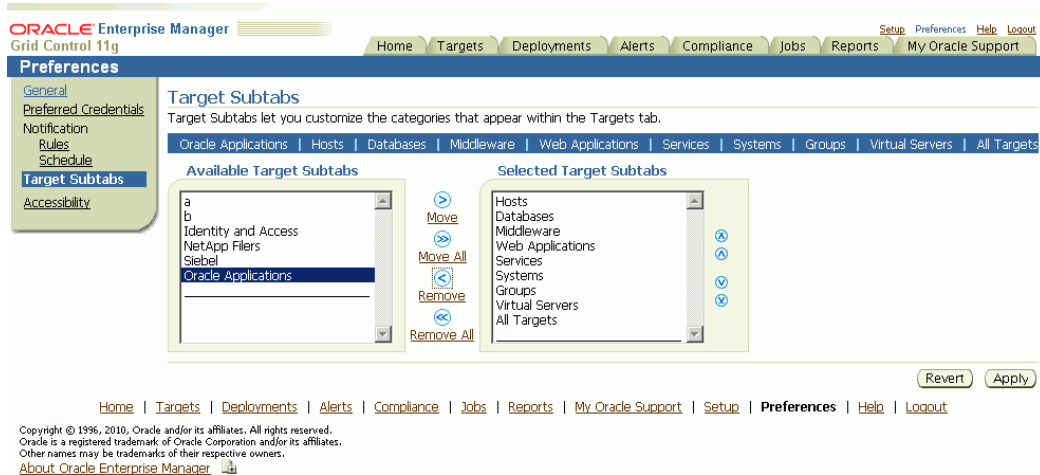 ORACLE Enterprise Manager
Grid Control 11g
Setup Preferences Help Logout
Home Targets Deployments Alerts Compliance Jobs Reports My Oracle Support
Preferences
General
Preferred Credentials
Notification
Rules
Schedule
Target Subtabs
Accessibility
Target Subtabs
Target Subtabs let you customize the categories that appear within the Targets tab.
Oracle Applications | Hosts | Databases | Middleware | Web Applications | Services | Systems | Groups | Virtual Servers | All Targets
Available Target Subtabs
a
b
Identity and Access
NetApp Filers
Siebel
Oracle Applications
Move
Move All
Remove
Remove All
Selected Target Subtabs
Hosts
Databases
Middleware
Web Applications
Services
Systems
Groups
Virtual Servers
All Targets
Revert Apply
Home | Targets | Deployments | Alerts | Compliance | Jobs | Reports | My Oracle Support | Setup | Preferences | Help | Logout
Copyright © 1996, 2010, Oracle and/or its affiliates. All rights reserved.
Oracle is a registered trademark of Oracle Corporation and/or its affiliates.
Other names may be trademarks of their respective owners.
About Oracle Enterprise Manager